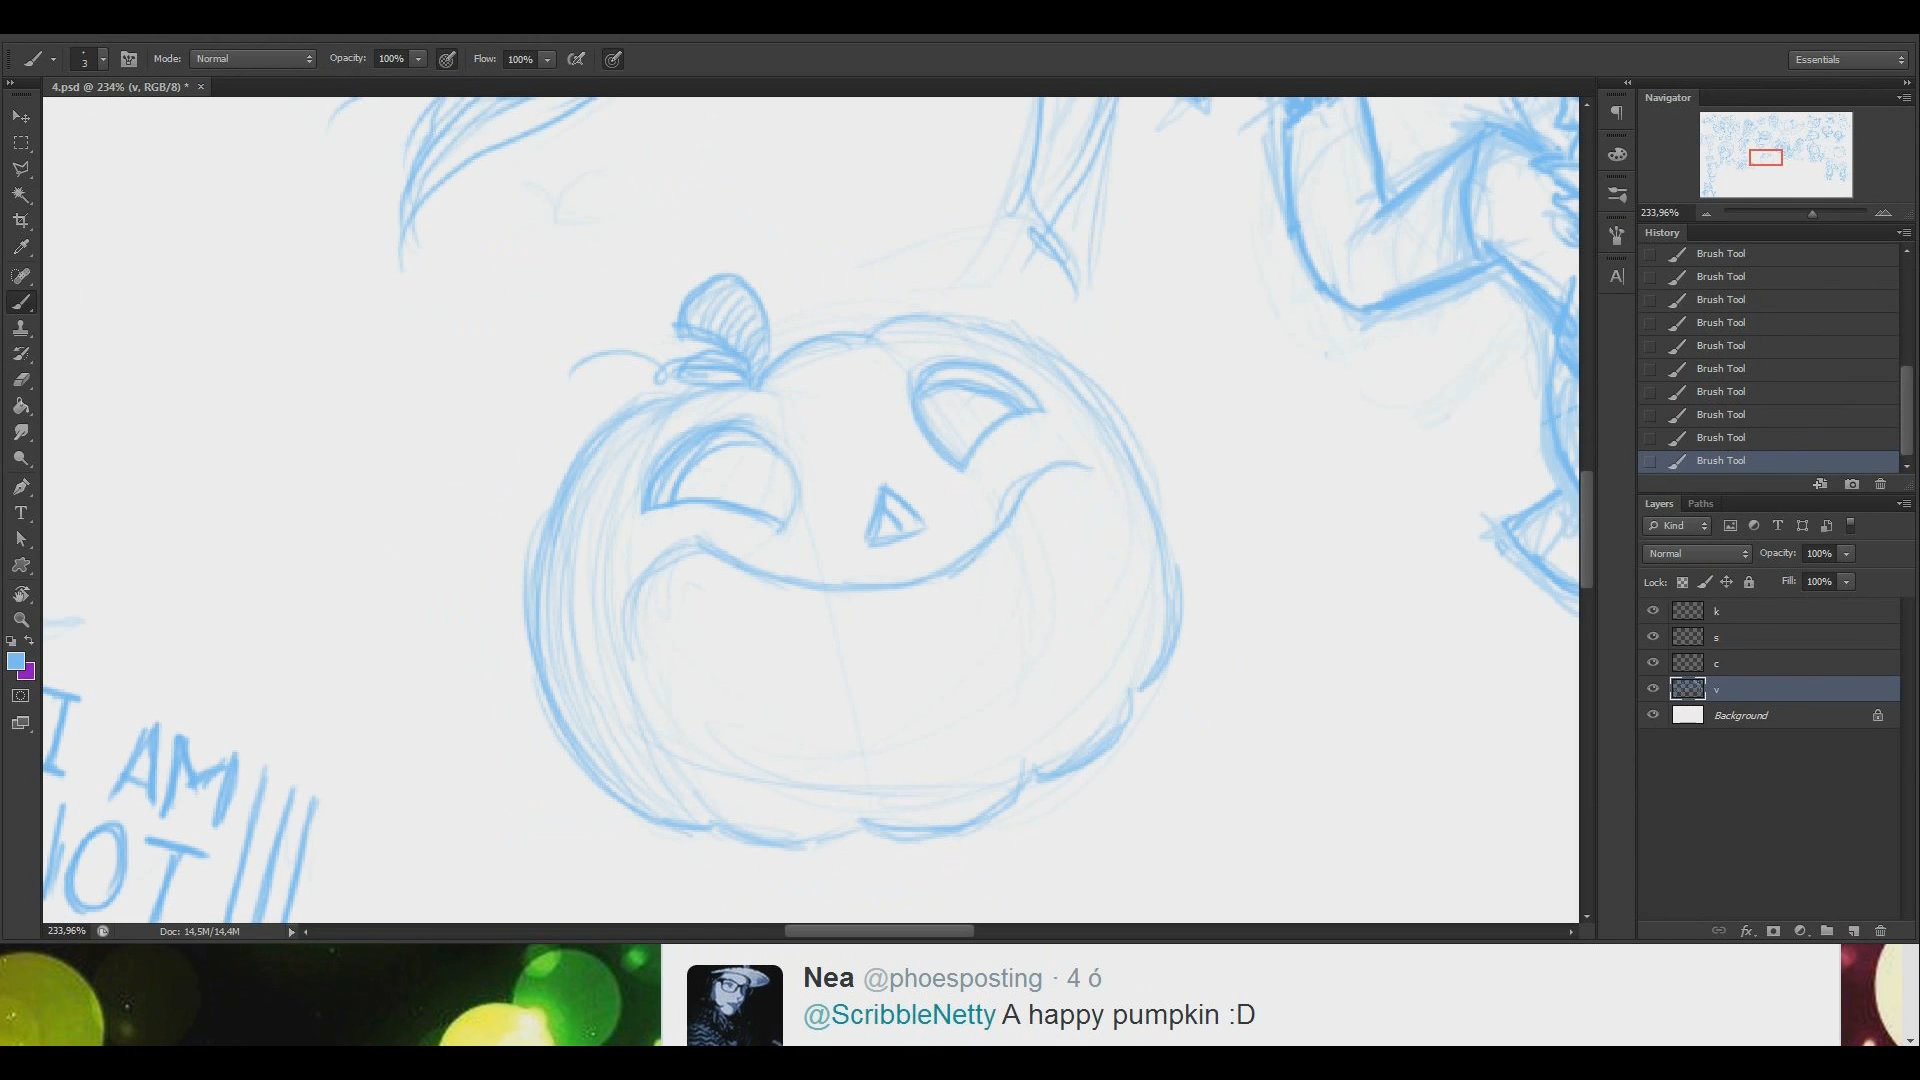 3
Mode:
Normal
Opacity:
100%
Flow:
100%
Essentials
4.psd @ 234% (v, RGB/8) *
Navigator
233,96%
History
Brush Tool
Brush Tool
Brush Tool
Brush Tool
Brush Tool
Brush Tool
Brush Tool
Brush Tool
Brush Tool
Brush Tool
Layers
Paths
Kind
Normal
Opacity:
100%
Lock:
Fill:
100%
k
s
c
v
Background
I AM
OT
233,96%
Doc: 14,5M/14,4M
Nea @phoesposting · 4 ó
@ScribbleNetty A happy pumpkin :D